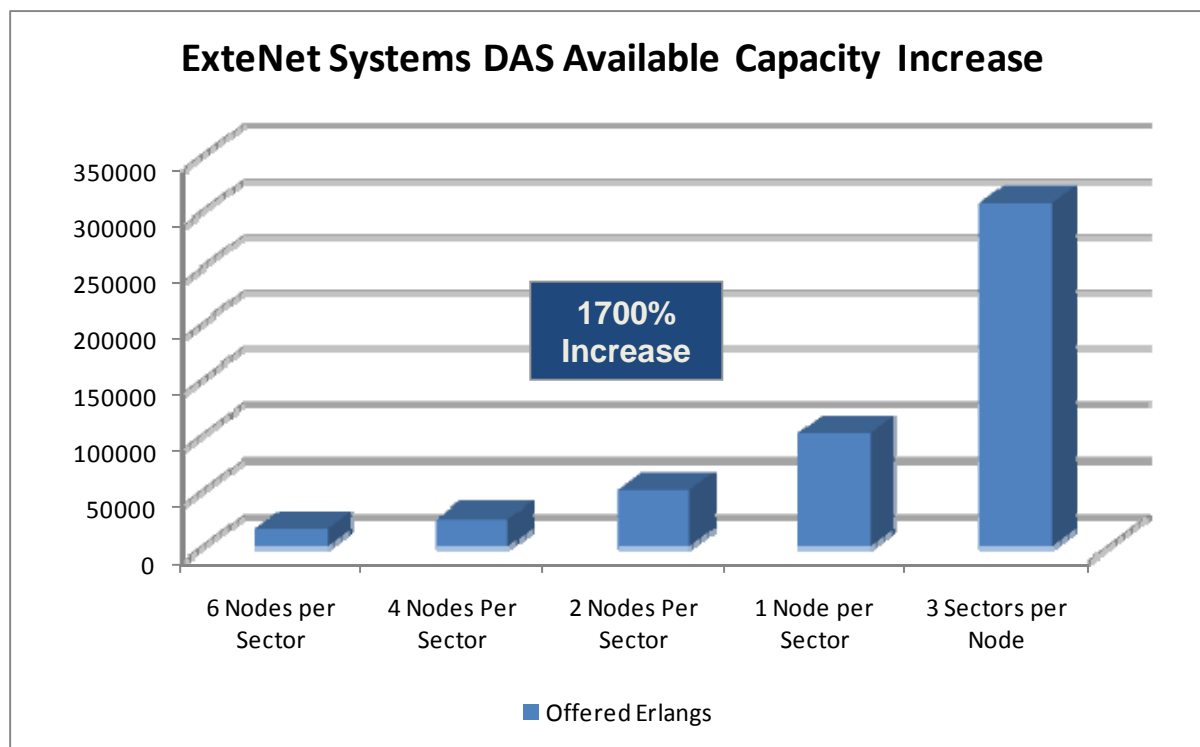 ExteNet Systems DAS Available Capacity Increase
350000
300000
250000
200000
150000
100000
50000
0
1700%
Increase
6 Nodes per
Sector
4 Nodes Per
Sector
2 Nodes Per
Sector
1 Node per
Sector
3 Sectors per
Node
Offered Erlangs